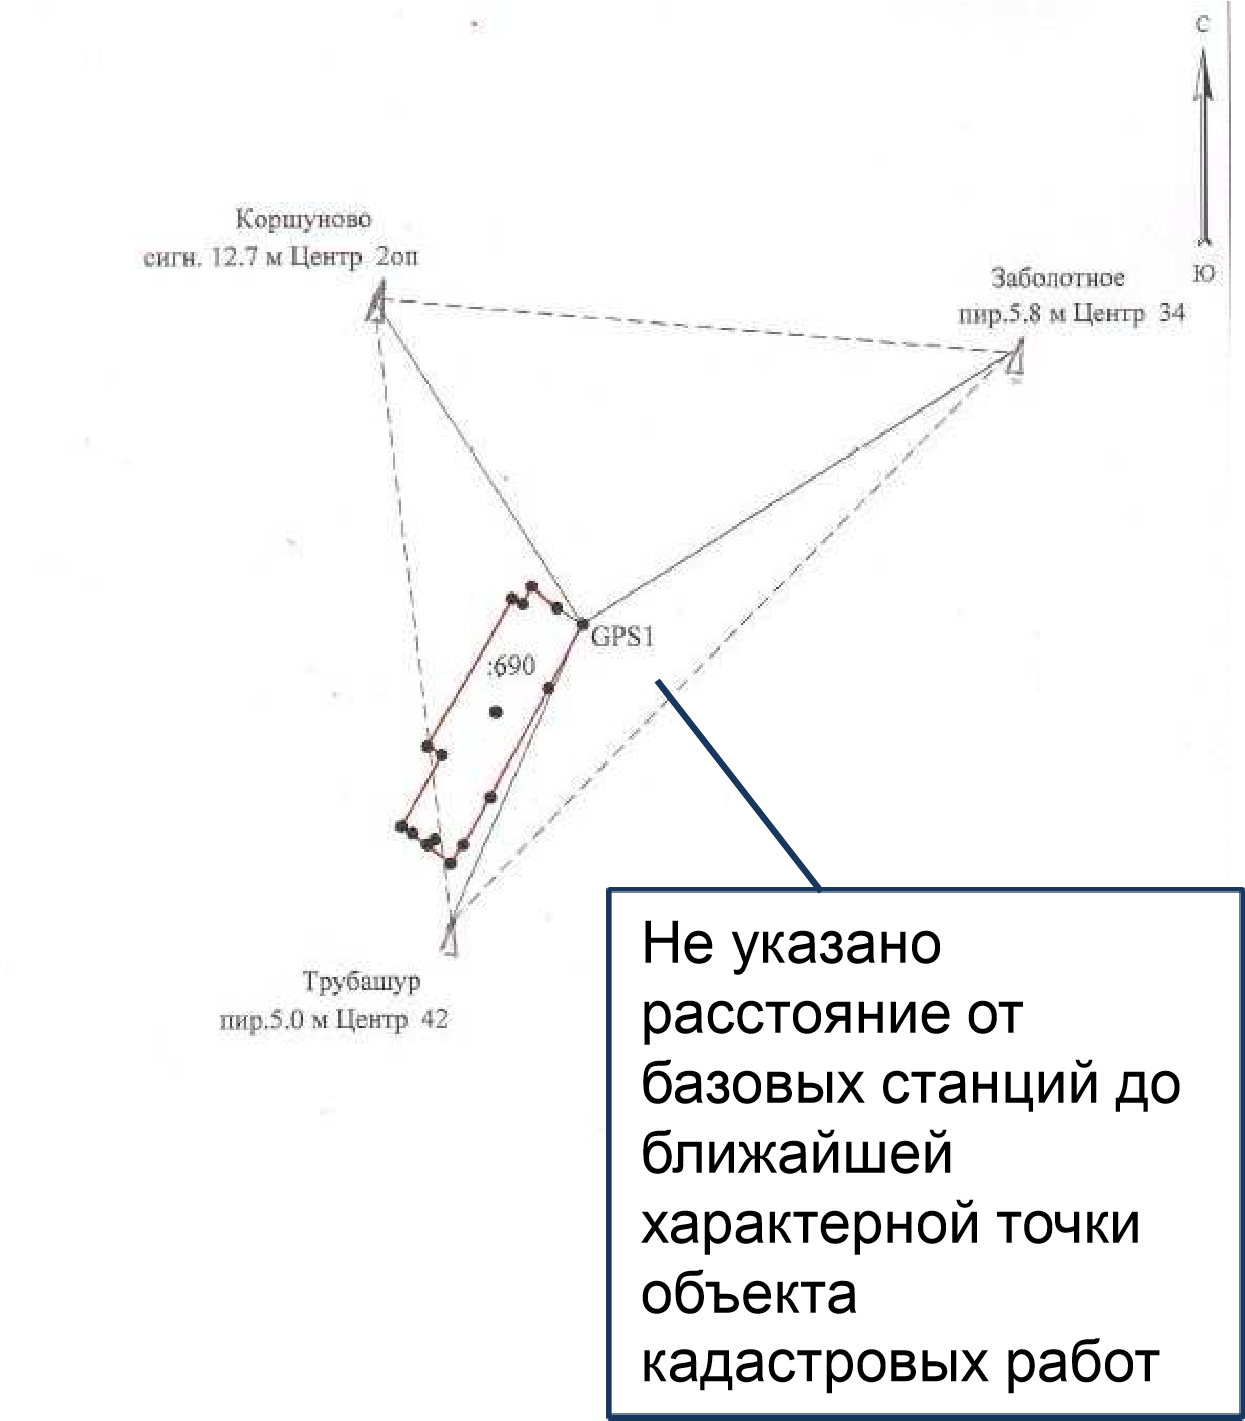 С
Коршуново
сигн. 12.7 м Центр 2оп
Ю
Заболотное
пир.5.8 м Центр 34
GPS1
:690
Трубашур
пир.5.0 м Центр 42
Не указано
расстояние от
базовых станций до
ближайшей
характерной точки
объекта
кадастровых работ